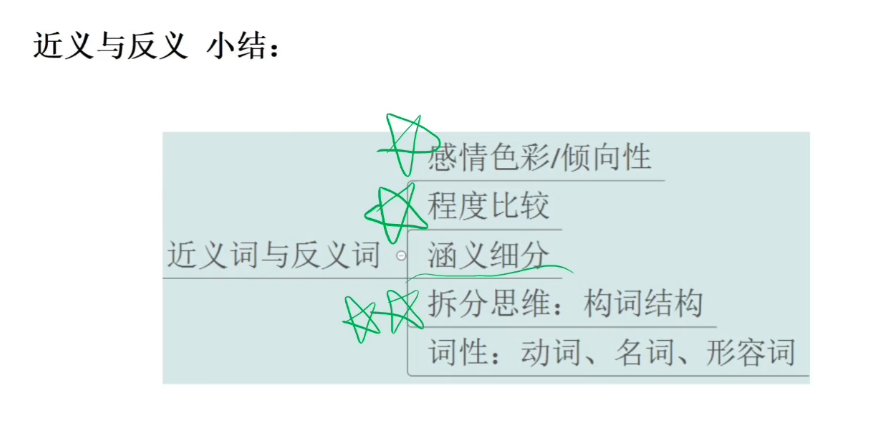 近义与反义 小结：
感情色彩/倾向性
程度比较
近义词与反义词
涵义细分
拆分思维：构词结构
词性：动词、名词、形容词